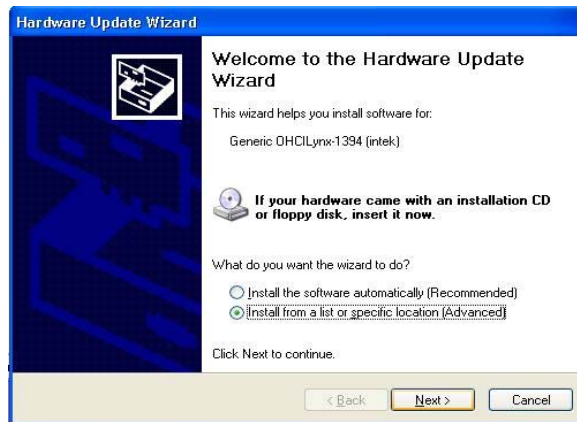 Hardware Update Wizard
Welcome to the Hardware Update
Wizard
This wizard helps you install software for:
Generic OHCILynx-1394 (intek)
If your hardware came with an installation CD
or floppy disk, insert it now.
What do you want the wizard to do?
Install the software automatically (Recommended)
Install from a list or specific location (Advanced)
Click Next to continue.
< Back Next > Cancel